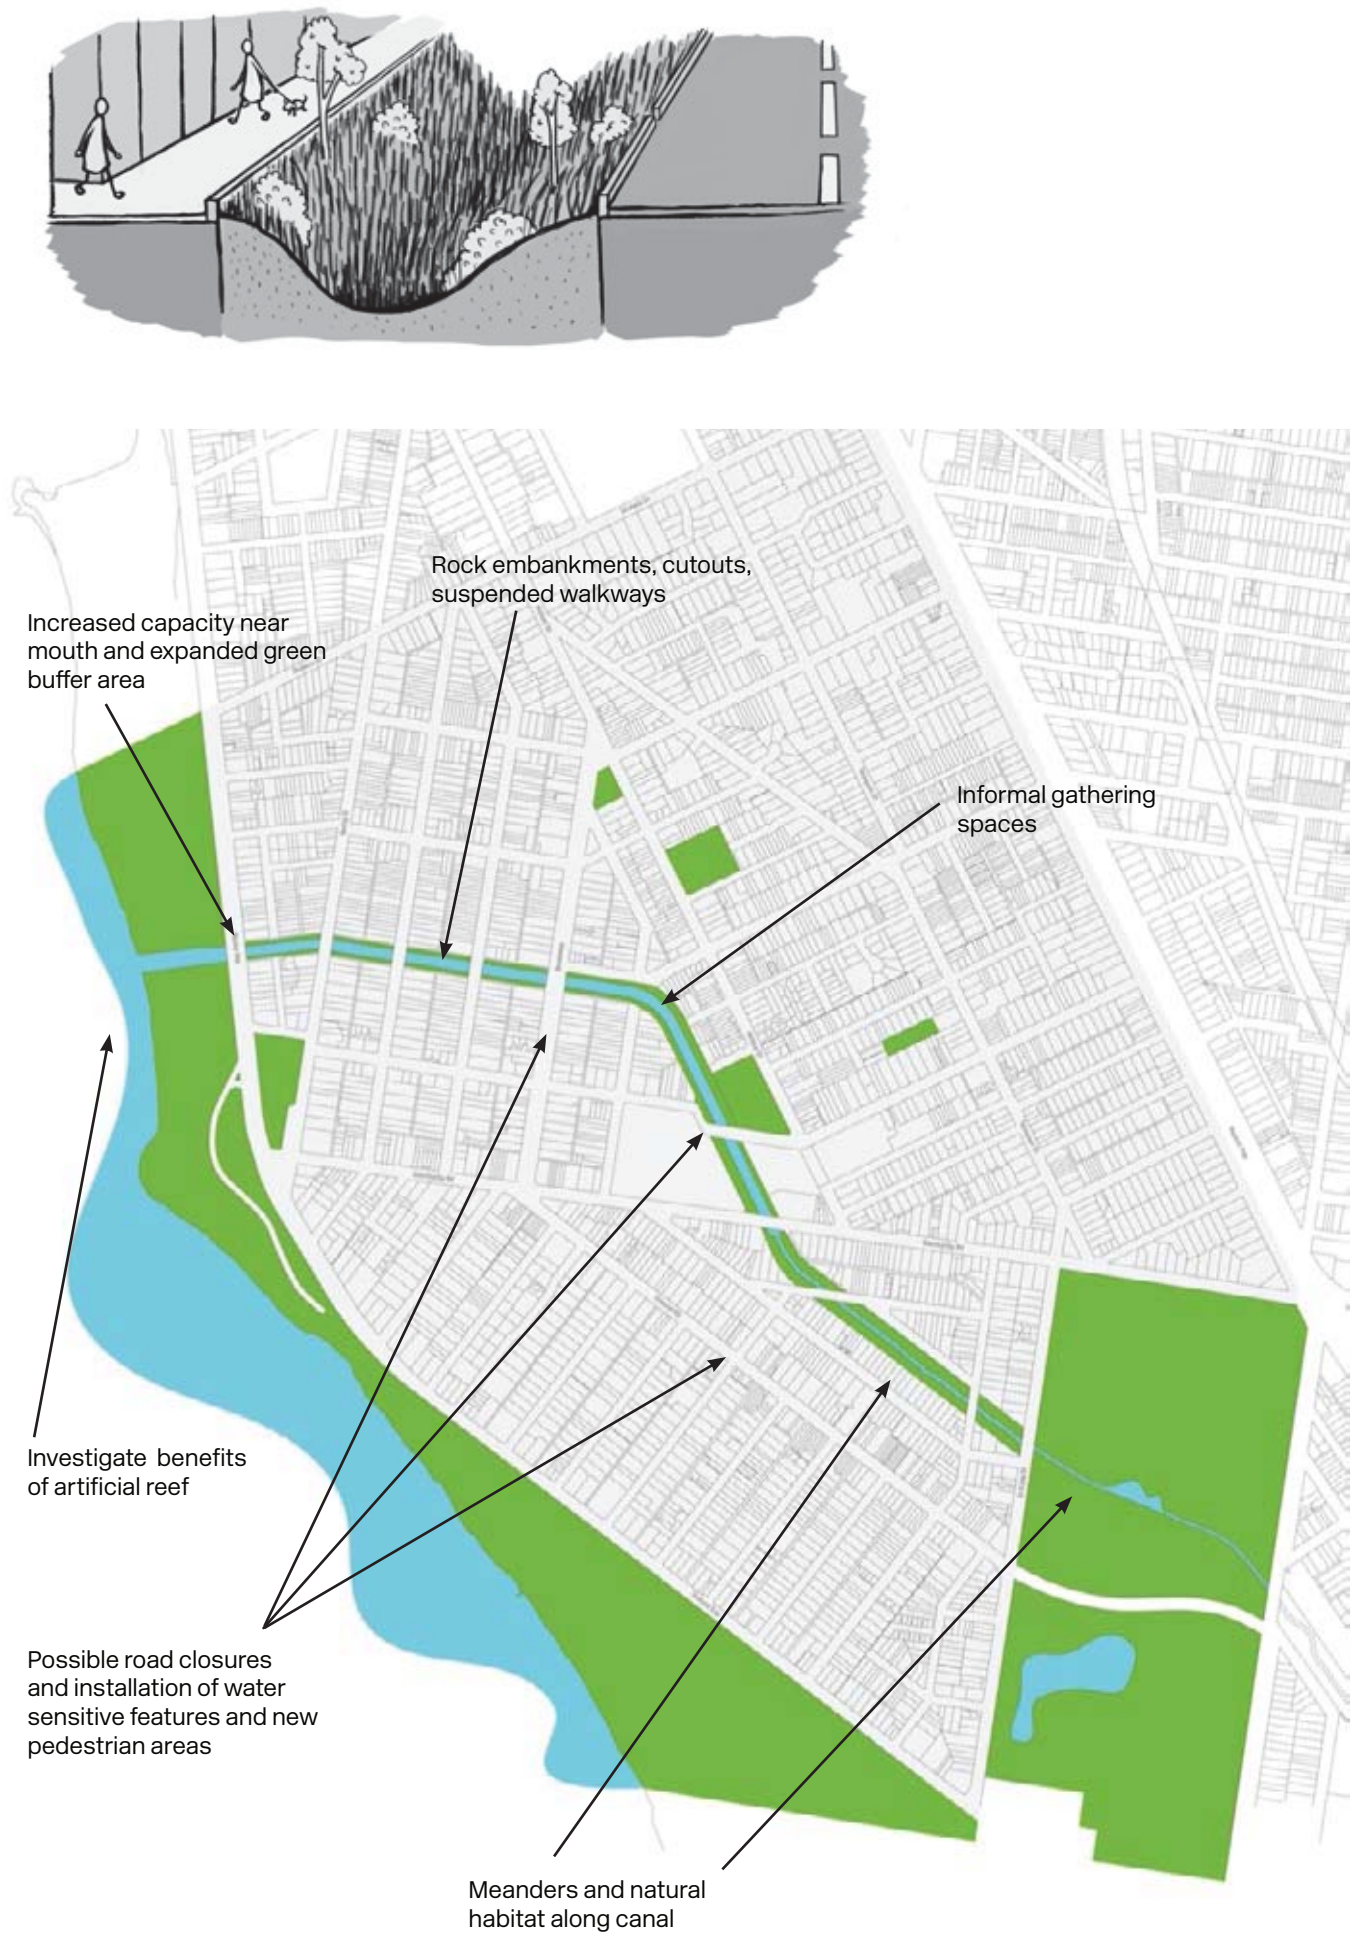 Rock embankments, cutouts,
suspended walkways
Increased capacity near
mouth and expanded green
buffer area
Informal gathering
spaces
Investigate benefits
of artificial reef
Possible road closures
and installation of water
sensitive features and new
pedestrian areas
Meanders and natural
habitat along canal